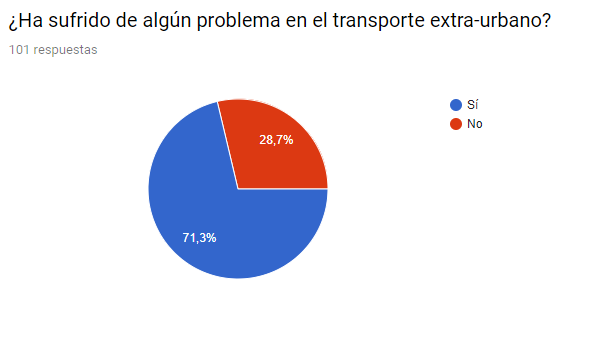 ¿Ha sufrido de algún problema en el transporte extra-urbano?
101 respuestas
Sí
No
28,7%
71,3%